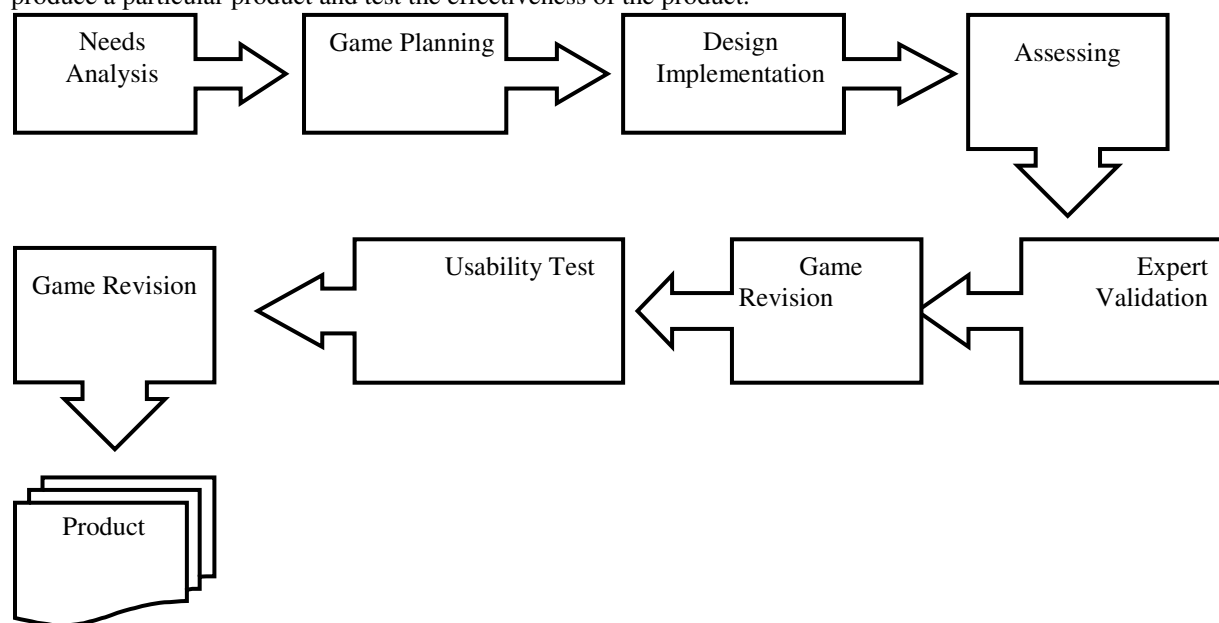 produce a particular product and test the effectiveness of the product.
Needs
Analysis
Game Planning
Design
Implementation
Assessing
Expert
Validation
Game
Revision
Usability Test
Game Revision
Product